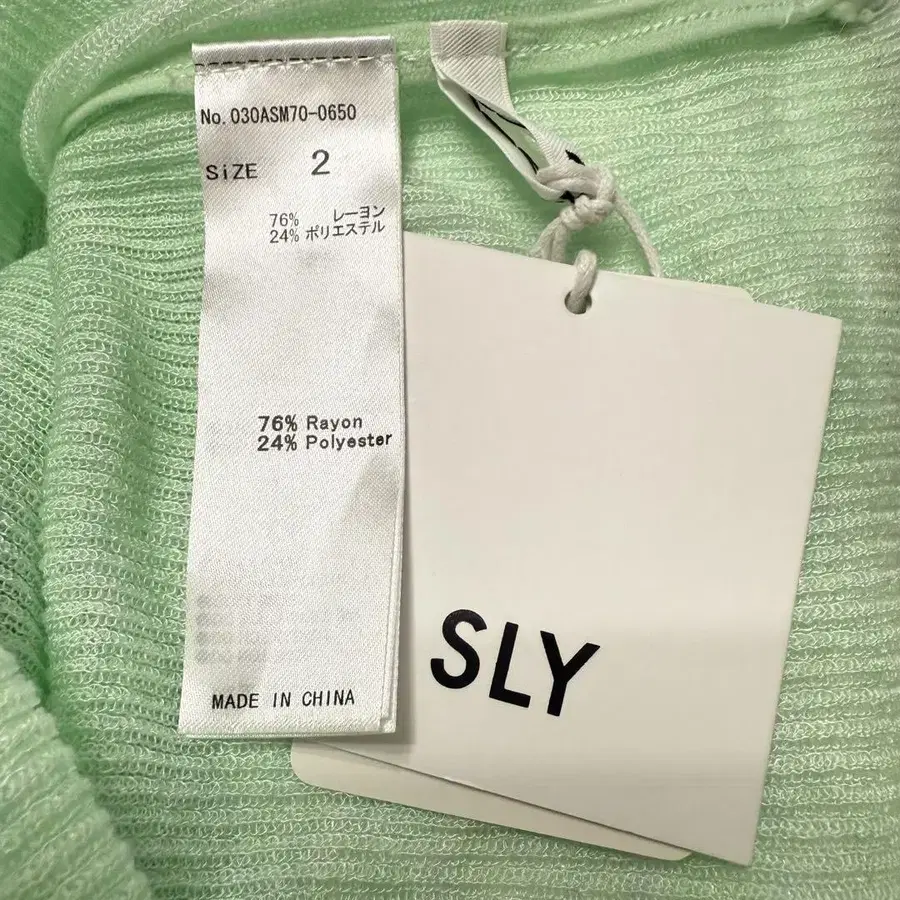 No. 030ASM70-0650
SiZE 2
76% レーヨン
24% ポリエステル
76% Rayon
24% Polyester
MADE IN CHINA
SLY